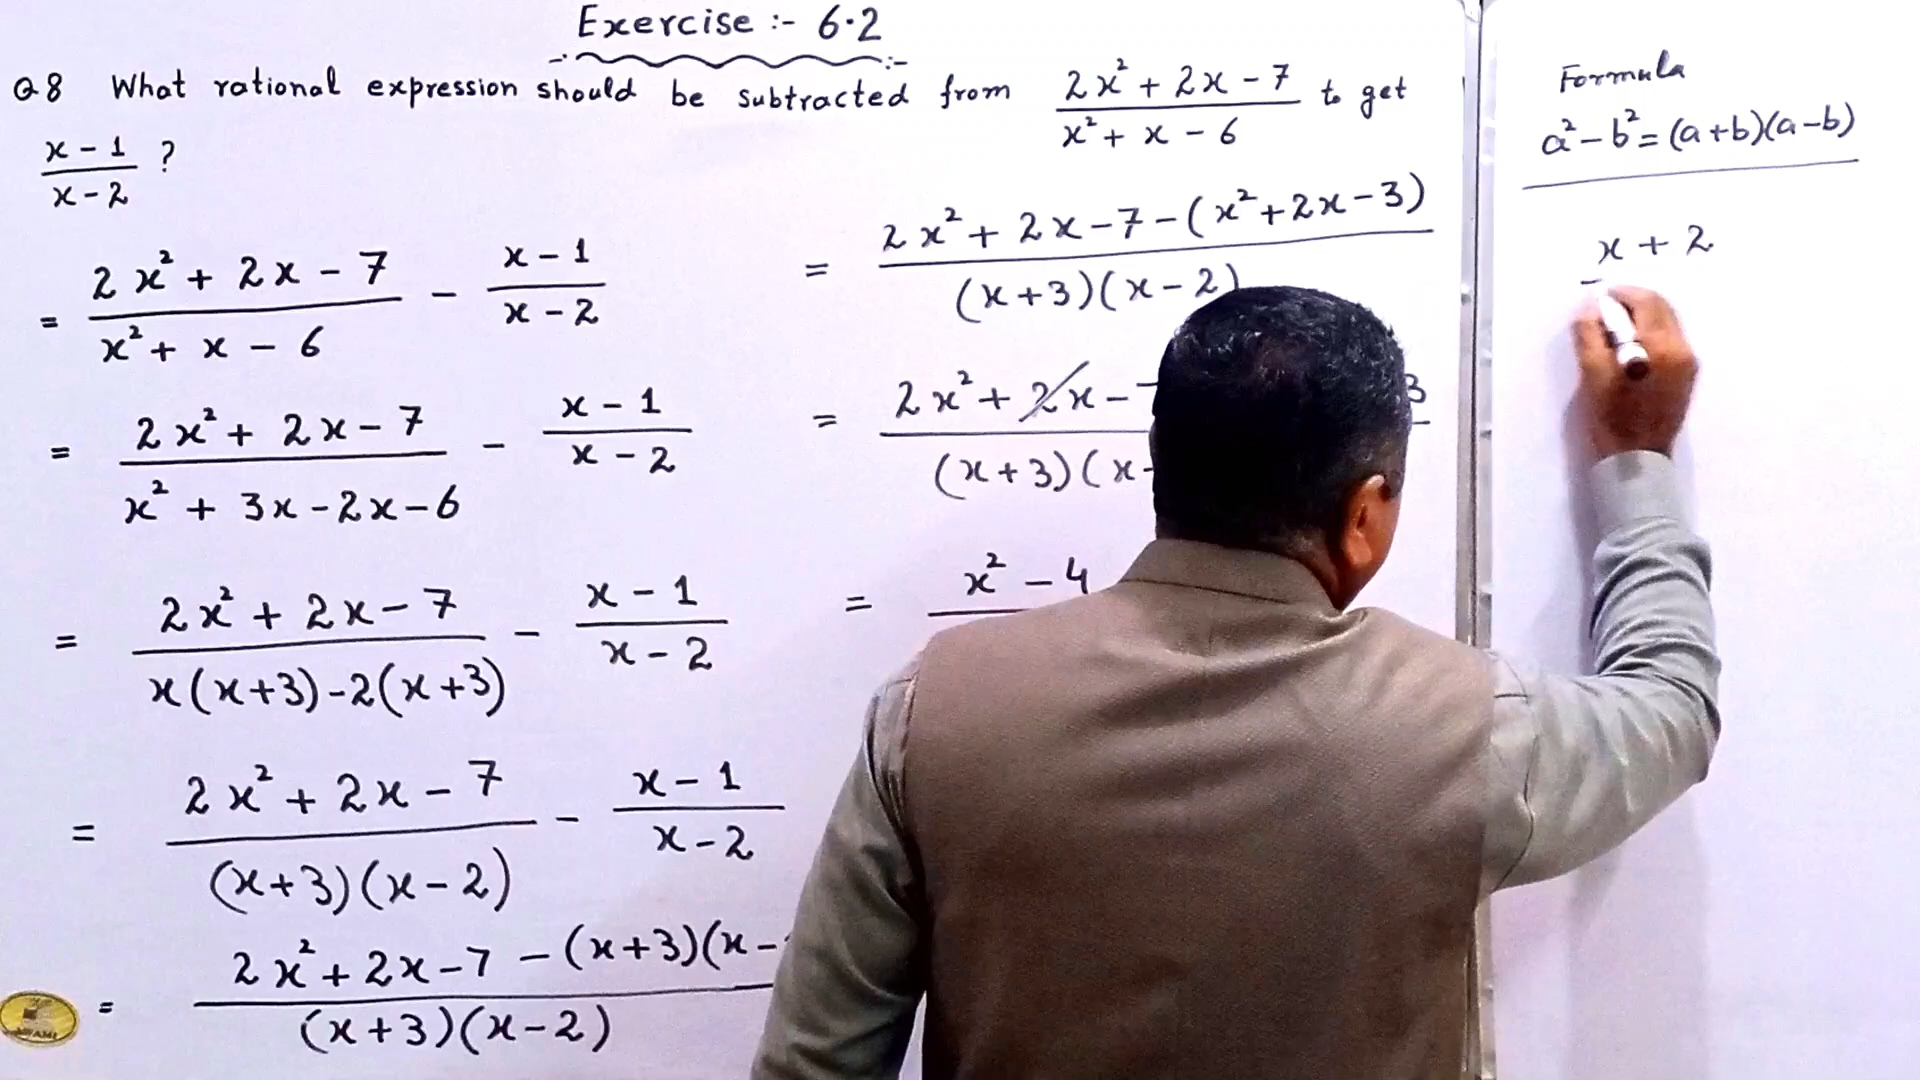 Exercise :- 6.2
Q8 What rational expression should be subtracted from (2x² + 2x - 7)/(x² + x - 6) to get
(x - 1)/(x - 2) ?
= (2x² + 2x - 7)/(x² + x - 6) - (x - 1)/(x - 2)
= (2x² + 2x - 7)/(x² + 3x - 2x - 6) - (x - 1)/(x - 2)
= (2x² + 2x - 7)/(x(x+3) - 2(x+3)) - (x - 1)/(x - 2)
= (2x² + 2x - 7)/((x+3)(x-2)) - (x - 1)/(x - 2)
= 2x² + 2x - 7 - (x+3)(x -
(x+3)(x-2)
= (2x² + 2x - 7 - (x² + 2x - 3))/((x+3)(x-2))
= 2x² + 2x - 3
(x+3)(x-
= x² - 4
Formula
a² - b² = (a+b)(a-b)
x + 2